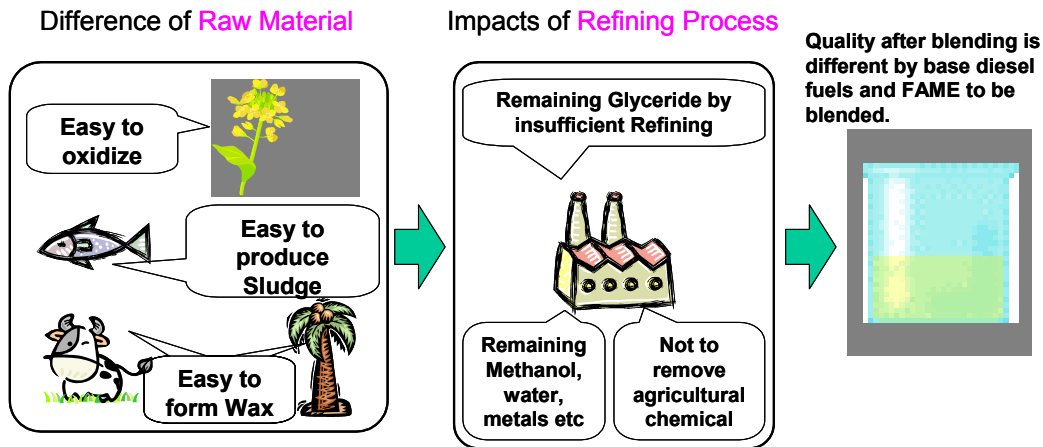 Difference of Raw Material
Easy to
oxidize
Easy to
produce
Sludge
Easy to
form Wax
Impacts of Refining Process
Remaining Glyceride by
insufficient Refining
Remaining
Methanol,
water,
metals etc
Not to
remove
agricultural
chemical
Quality after blending is
different by base diesel
fuels and FAME to be
blended.